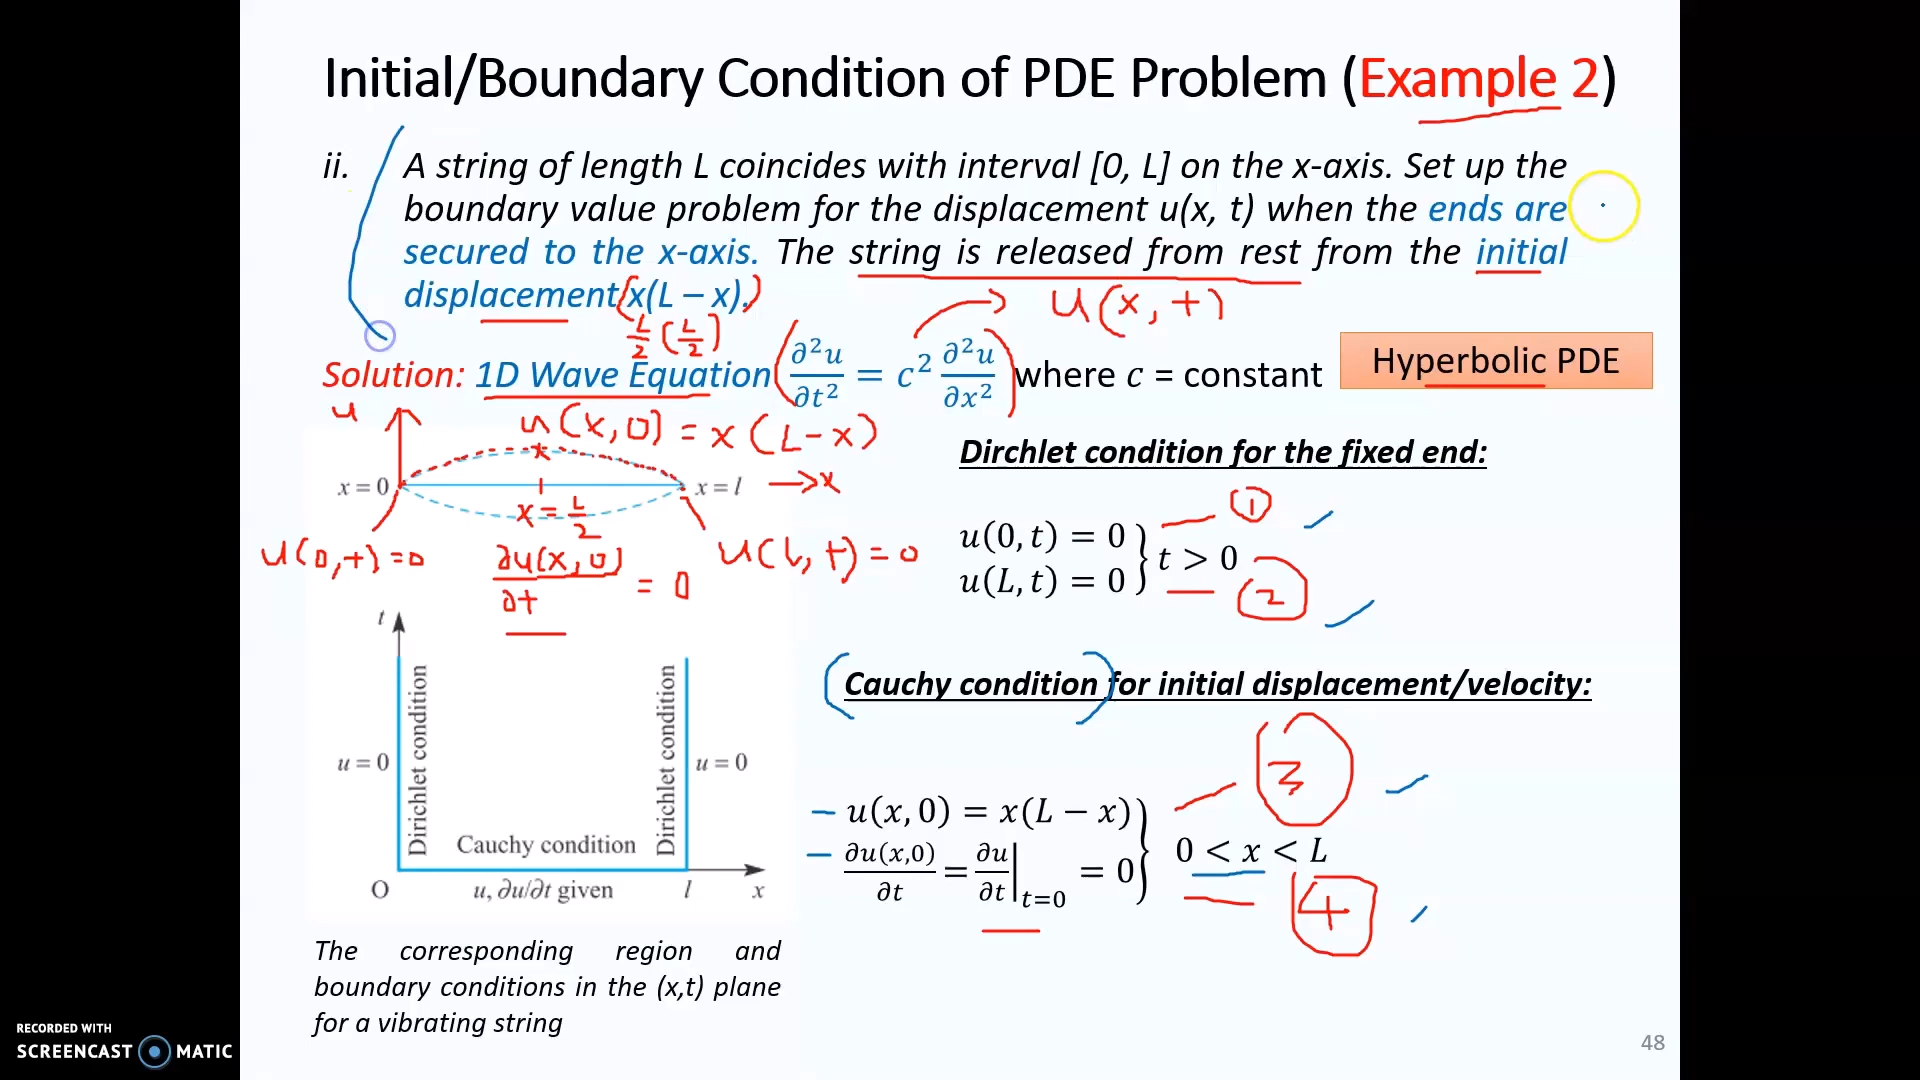 Initial/Boundary Condition of PDE Problem (Example 2)
ii. A string of length L coincides with interval [0, L] on the x-axis. Set up the
boundary value problem for the displacement u(x, t) when the ends are
secured to the x-axis. The string is released from rest from the initial
displacement (x(L – x).)
u(x,t)
L/2 (L/2)
Solution: 1D Wave Equation (∂²u/∂t² = c² ∂²u/∂x²) where c = constant
Hyperbolic PDE
u
u(x,0) = x(L-x)
x = 0
x = l
→x
x = L/2
u(0,t)=0
∂u(x,0)/∂t = 0
u(L,t)=0
Dirchlet condition for the fixed end:
u(0, t) = 0
u(L, t) = 0
} t > 0
1
2
t
Dirichlet condition
Dirichlet condition
u = 0
u = 0
Cauchy condition
O
u, ∂u/∂t given
l
x
(Cauchy condition) for initial displacement/velocity:
u(x, 0) = x(L − x)
∂u(x,0)/∂t = ∂u/∂t|t=0 = 0
} 0 < x < L
3
4
The corresponding region and
boundary conditions in the (x,t) plane
for a vibrating string
RECORDED WITH
SCREENCAST MATIC
48